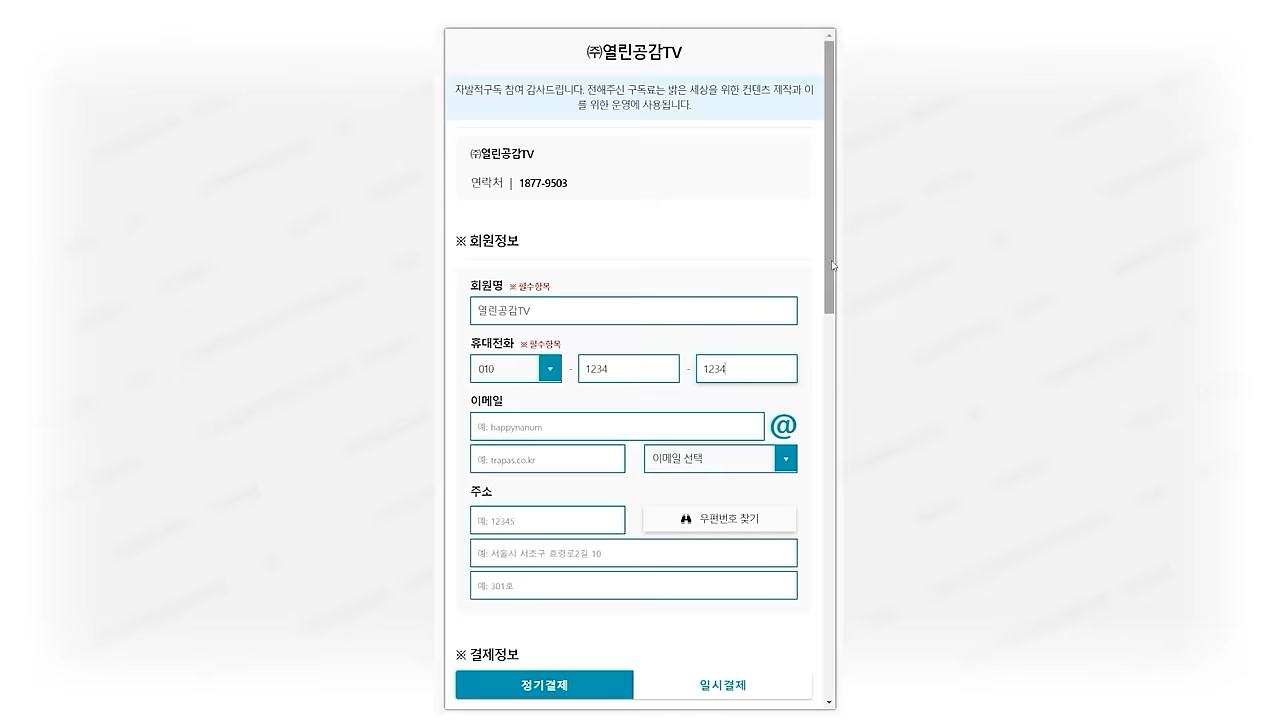 ㈜열린공감TV
자발적구독 참여 감사드립니다. 전해주신 구독료는 밝은 세상을 위한 컨텐츠 제작과 이
를 위한 운영에 사용됩니다.
㈜열린공감TV
연락처 | 1877-9503
※ 회원정보
회원명 ※ 필수항목
열린공감TV
휴대전화 ※ 필수항목
010 - 1234 - 1234
이메일
예: happynanum @
예: trapas.co.kr 이메일 선택
주소
예: 12345 우편번호 찾기
예: 서울시 서초구 효령로2길 10
예: 301호
※ 결제정보
정기결제 일시결제